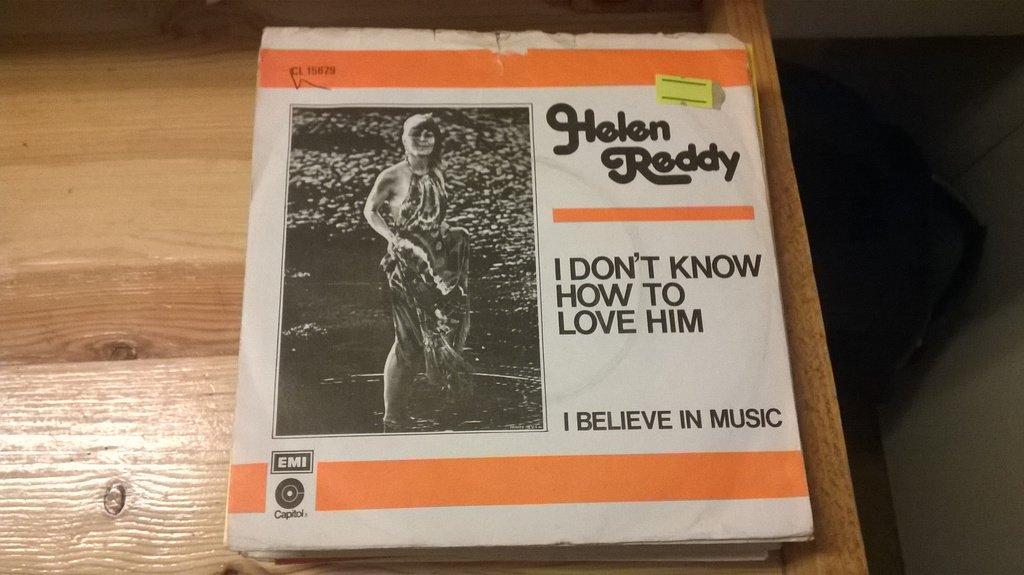 CL 15679
Helen
Reddy
I DON'T KNOW
HOW TO
LOVE HIM
I BELIEVE IN MUSIC
EMI
Capitol